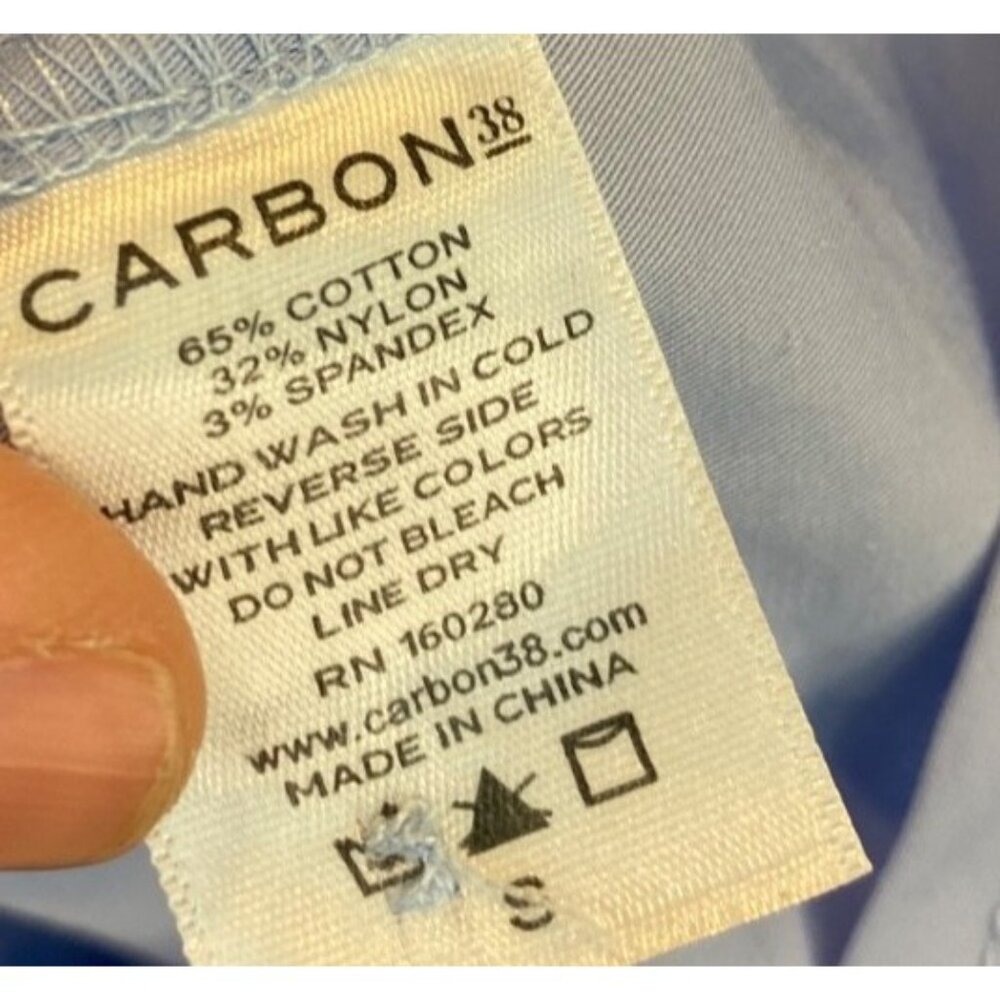 CARBON38
65% COTTON
32% NYLON
3% SPANDEX
HAND WASH IN COLD
REVERSE SIDE
WITH LIKE COLORS
DO NOT BLEACH
LINE DRY
RN 160280
www.carbon38.com
MADE IN CHINA
S